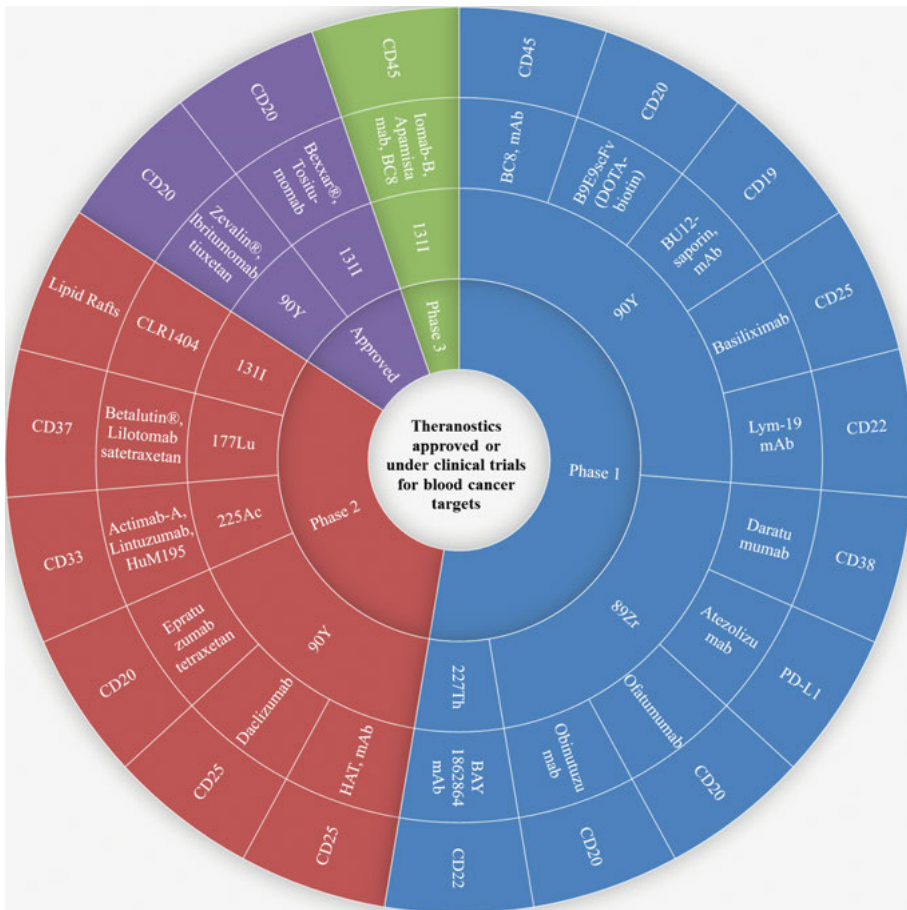 Theranostics
approved or
under clinical trials
for blood cancer
targets
Phase 1
90Y
BC8, mAb
CD45
B9E9scFv
(DOTA-
biotin)
CD20
BU12-
saporin,
mAb
CD19
Basiliximab
CD25
Lym-19
mAb
CD22
89Zr
Daratu
mumab
CD38
Atezolizu
mab
PD-L1
Ofatumumab
CD20
Obinutuzu
mab
CD20
227Th
BAY
1862864
mAb
CD22
Phase 2
90Y
HAT, mAb
CD25
Daclizumab
CD25
Epratu
zumab
tetraxetan
CD20
225Ac
Actimab-A,
Lintuzumab,
HuM195
CD33
177Lu
Betalutin®,
Lilotomab
satetraxetan
CD37
131I
CLR1404
Lipid Rafts
Approved
90Y
Zevalin®,
Ibritumomab
tiuxetan
CD20
131I
Bexxar®,
Tositu-
momab
CD20
Phase 3
131I
Iomab-B,
Apamista
mab, BC8
CD45